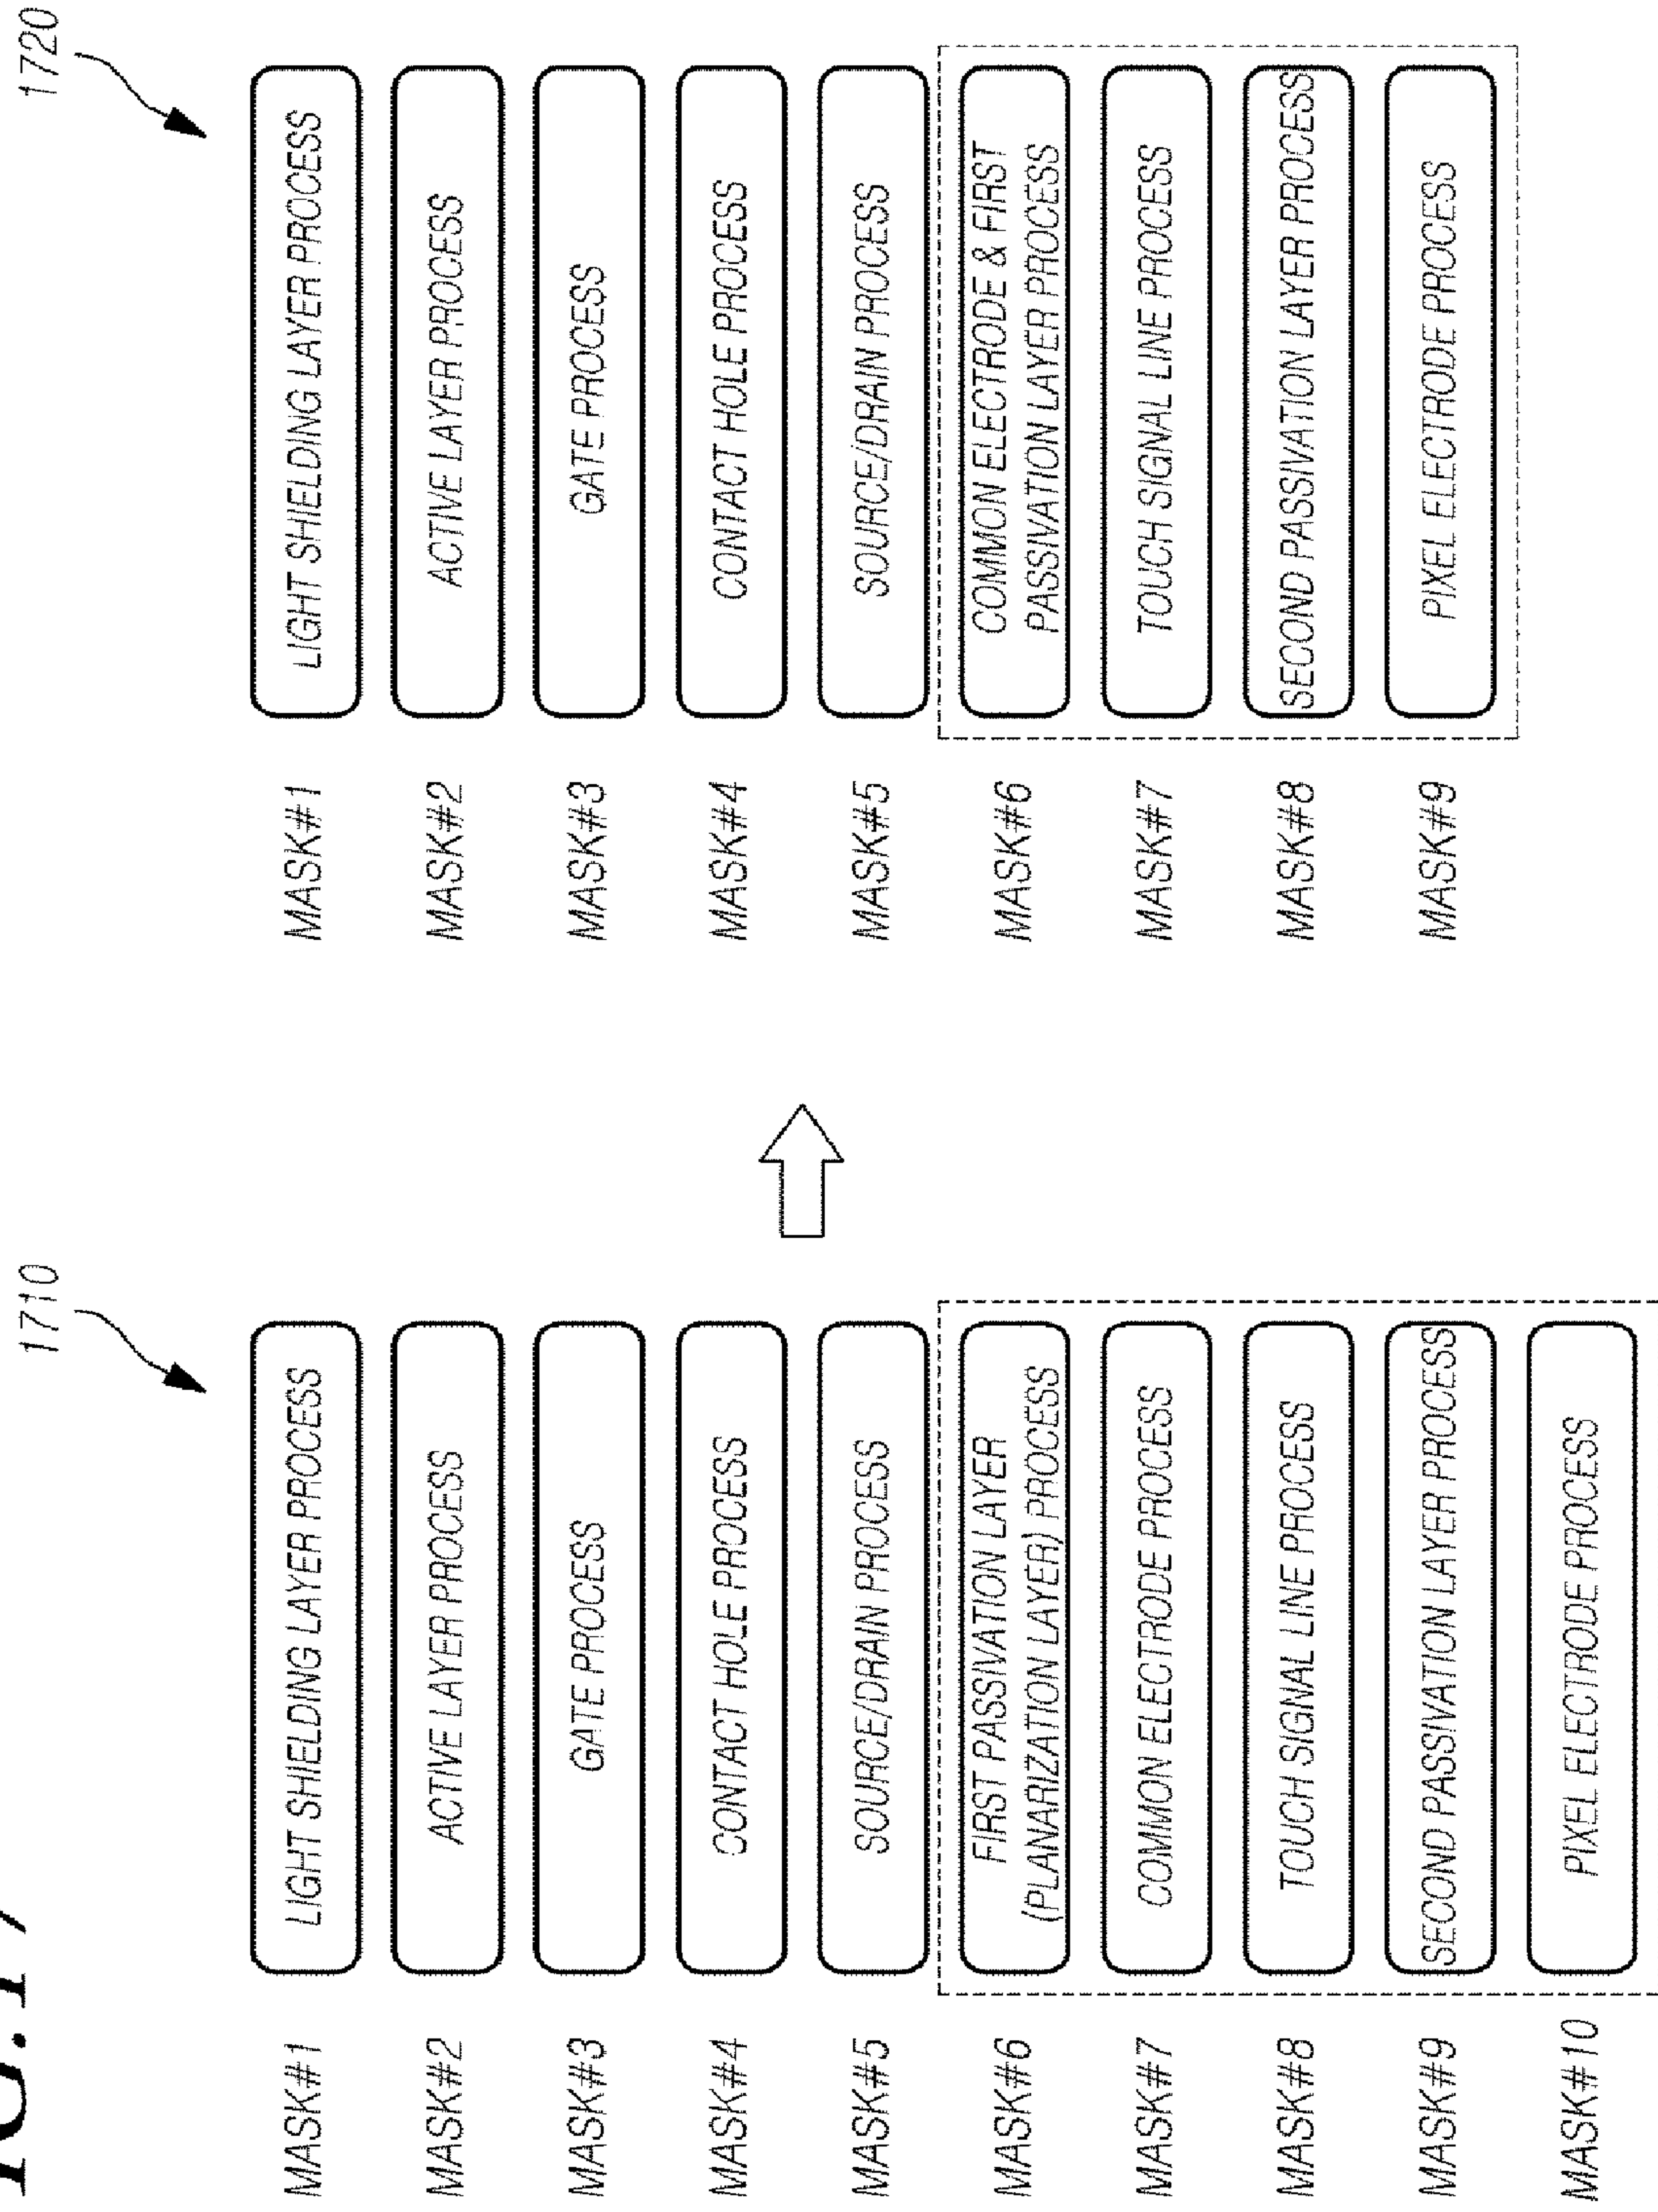 1710
MASK#1
LIGHT SHIELDING LAYER PROCESS
MASK#2
ACTIVE LAYER PROCESS
MASK#3
GATE PROCESS
MASK#4
CONTACT HOLE PROCESS
MASK#5
SOURCE/DRAIN PROCESS
MASK#6
FIRST PASSIVATION LAYER
(PLANARIZATION LAYER) PROCESS
MASK#7
COMMON ELECTRODE PROCESS
MASK#8
TOUCH SIGNAL LINE PROCESS
MASK#9
SECOND PASSIVATION LAYER PROCESS
MASK#10
PIXEL ELECTRODE PROCESS
1720
MASK#1
LIGHT SHIELDING LAYER PROCESS
MASK#2
ACTIVE LAYER PROCESS
MASK#3
GATE PROCESS
MASK#4
CONTACT HOLE PROCESS
MASK#5
SOURCE/DRAIN PROCESS
MASK#6
COMMON ELECTRODE & FIRST
PASSIVATION LAYER PROCESS
MASK#7
TOUCH SIGNAL LINE PROCESS
MASK#8
SECOND PASSIVATION LAYER PROCESS
MASK#9
PIXEL ELECTRODE PROCESS